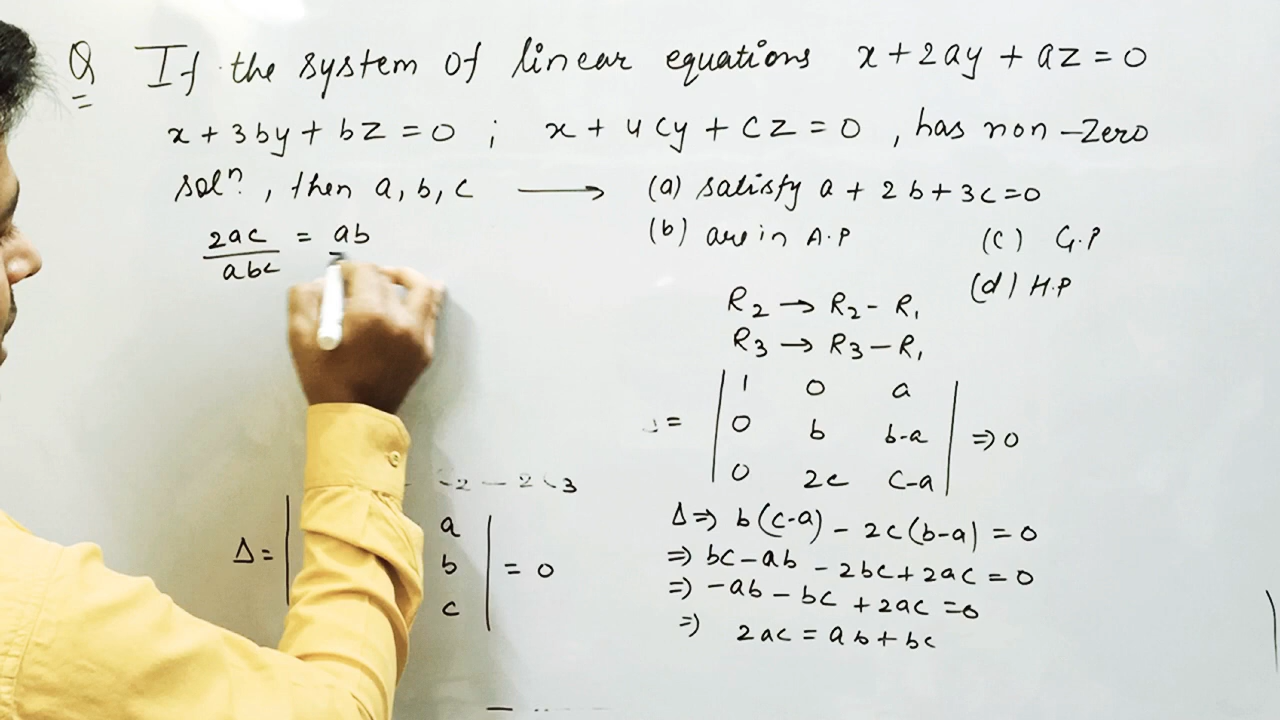 Q If the system of linear equations x + 2ay + az = 0
x + 3by + bz = 0 ; x + 4cy + cz = 0 , has non-zero
solⁿ. , then a, b, c ⟶ (a) satisfy a + 2b + 3c = 0
(b) are in A.P (c) G.P
(d) H.P
2ac/abc = ab
R₂ → R₂ - R₁
R₃ → R₃ - R₁
| 1 0 a |
= | 0 b b-a | ⇒ 0
| 0 2c c-a |
Δ ⇒ b(c-a) - 2c(b-a) = 0
⇒ bc - ab - 2bc + 2ac = 0
⇒ -ab - bc + 2ac = 0
⇒ 2ac = ab + bc
a
Δ = | b | = 0
c